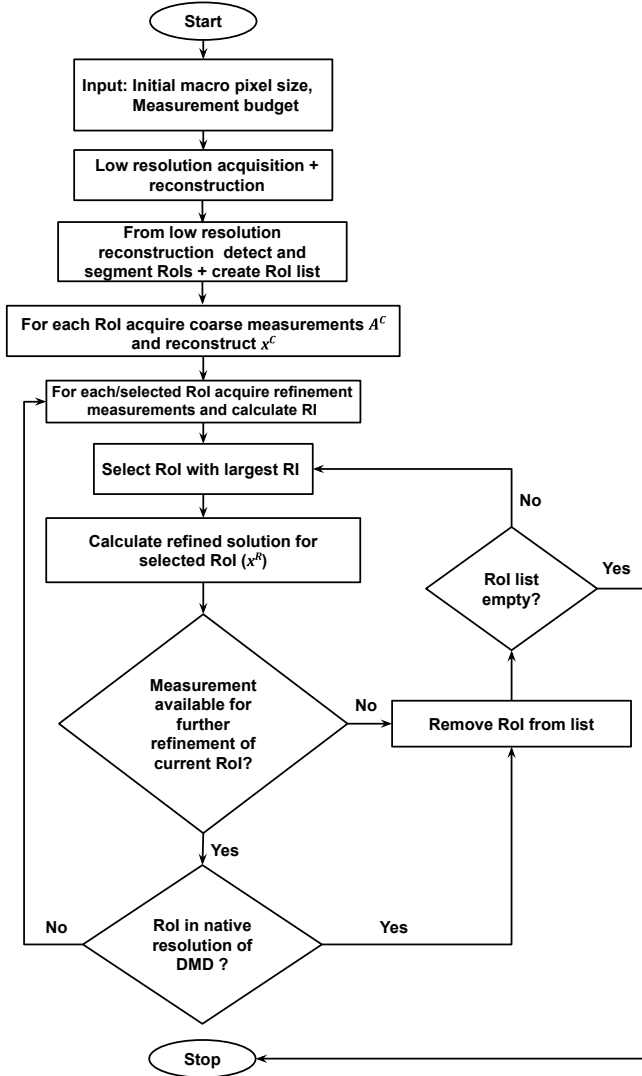 Start
Input: Initial macro pixel size,
Measurement budget
Low resolution acquisition +
reconstruction
From low resolution
reconstruction detect and
segment RoIs + create RoI list
For each RoI acquire coarse measurements A^C
and reconstruct x^C
For each/selected RoI acquire refinement
measurements and calculate RI
Select RoI with largest RI
No
Calculate refined solution for
selected RoI (x^R)
RoI list
empty?
Yes
Measurement
available for
further
refinement of
current RoI?
No
Remove RoI from list
Yes
No
RoI in native
resolution of
DMD ?
Yes
Stop